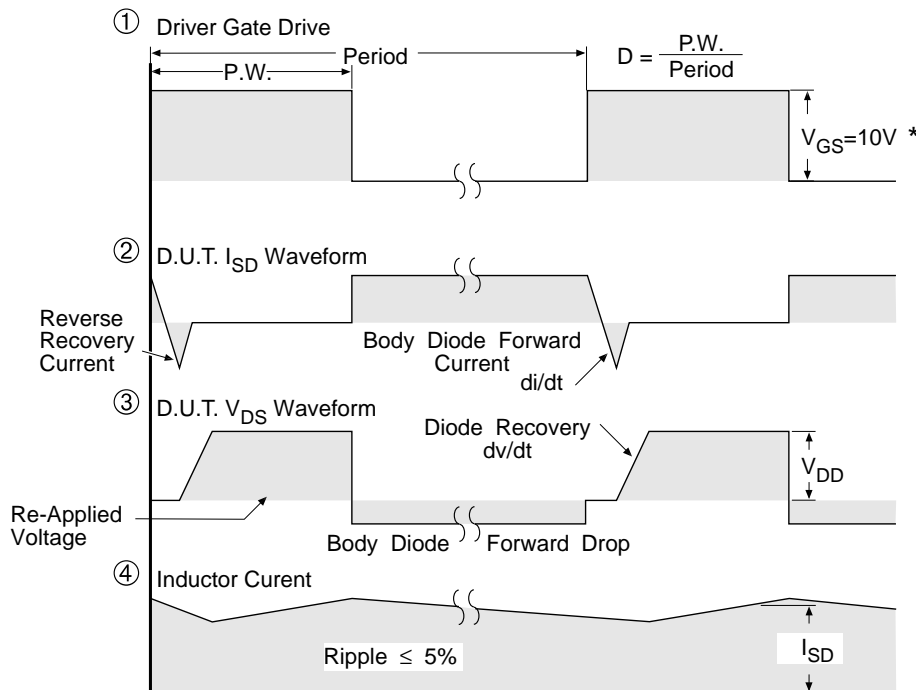 ① Driver Gate Drive
Period
P.W.
D = P.W. / Period
VGS=10V *
② D.U.T. ISD Waveform
Reverse
Recovery
Current
Body Diode Forward
Current
di/dt
③ D.U.T. VDS Waveform
Diode Recovery
dv/dt
VDD
Re-Applied
Voltage
Body Diode Forward Drop
④ Inductor Curent
Ripple ≤ 5%
ISD